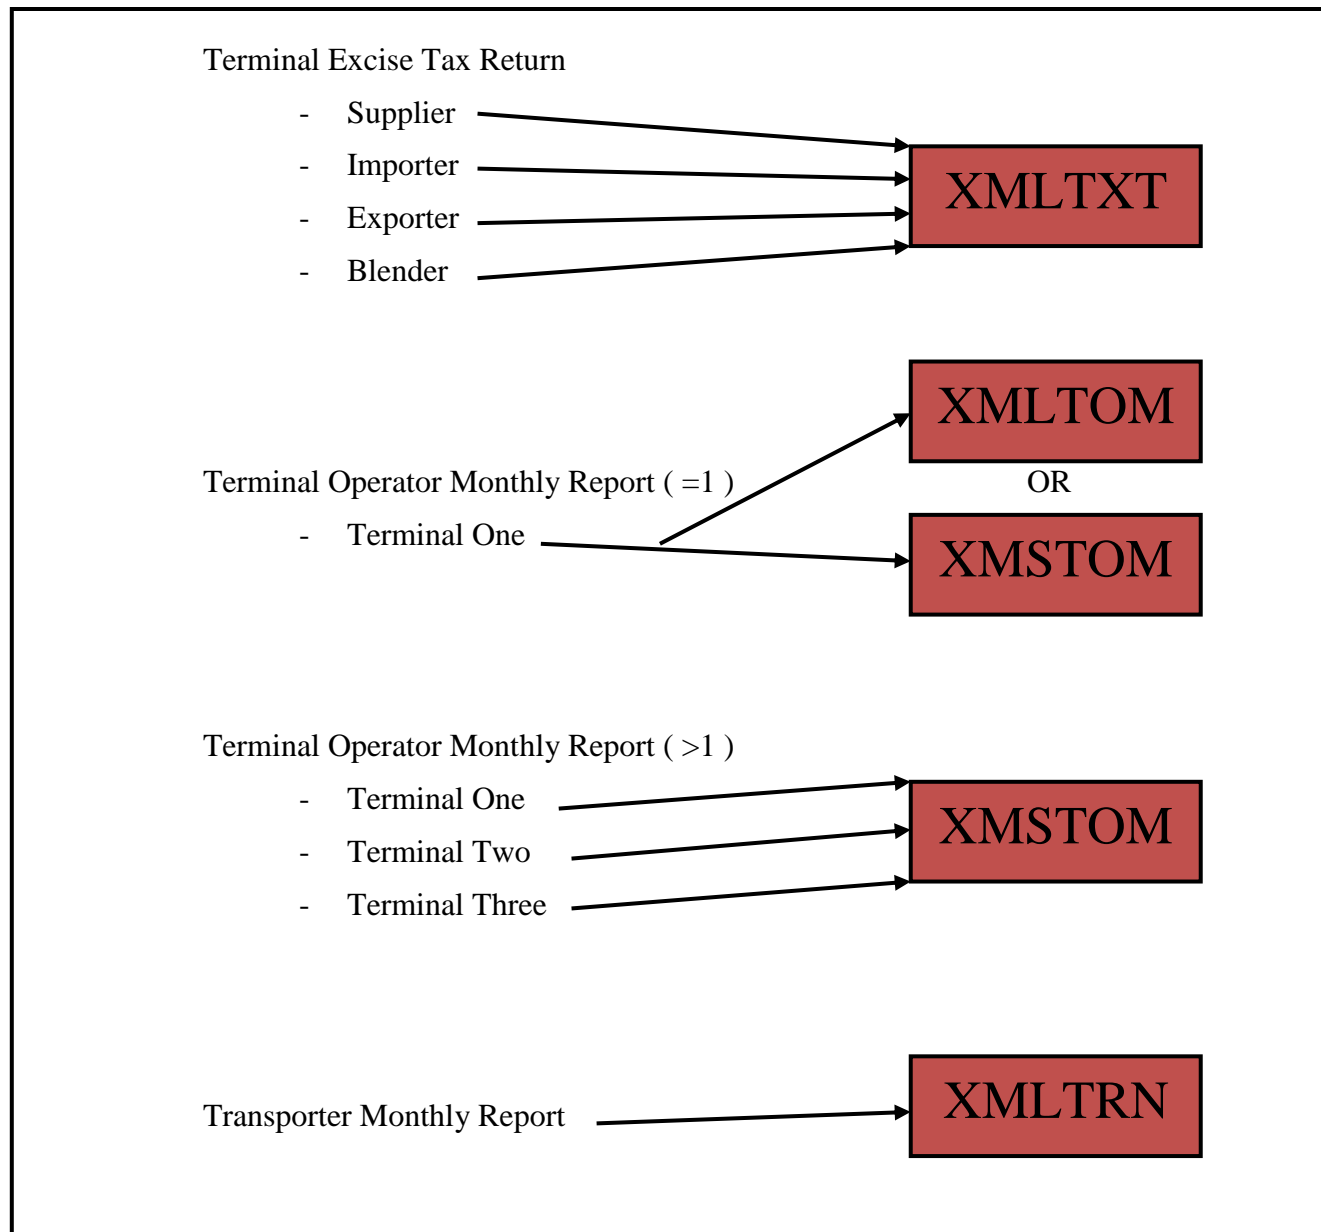 Terminal Excise Tax Return
- Supplier
- Importer
- Exporter
- Blender
XMLTXT
XMLTOM
Terminal Operator Monthly Report ( =1 )
OR
- Terminal One
XMSTOM
Terminal Operator Monthly Report ( >1 )
- Terminal One
- Terminal Two
- Terminal Three
XMSTOM
Transporter Monthly Report
XMLTRN